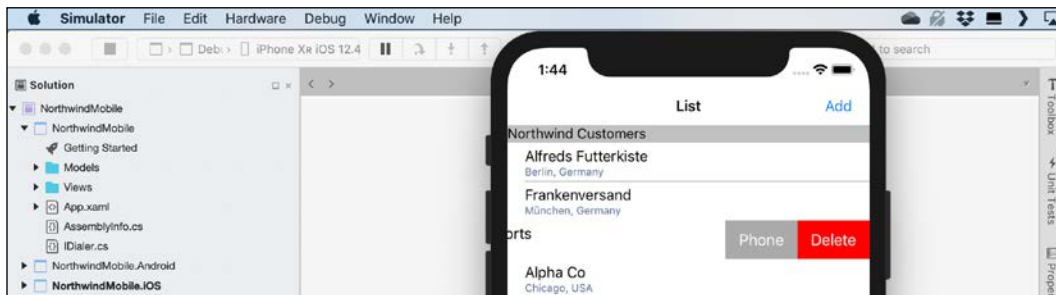 Simulator File Edit Hardware Debug Window Help
iPhone XR iOS 12.4
to search
Solution
NorthwindMobile
NorthwindMobile
Getting Started
Models
Views
App.xaml
AssemblyInfo.cs
IDialer.cs
NorthwindMobile.Android
NorthwindMobile.iOS
1:44
List Add
Northwind Customers
Alfreds Futterkiste
Berlin, Germany
Frankenversand
München, Germany
orts Phone Delete
Alpha Co
Chicago, USA
Toolbox
Unit Tests